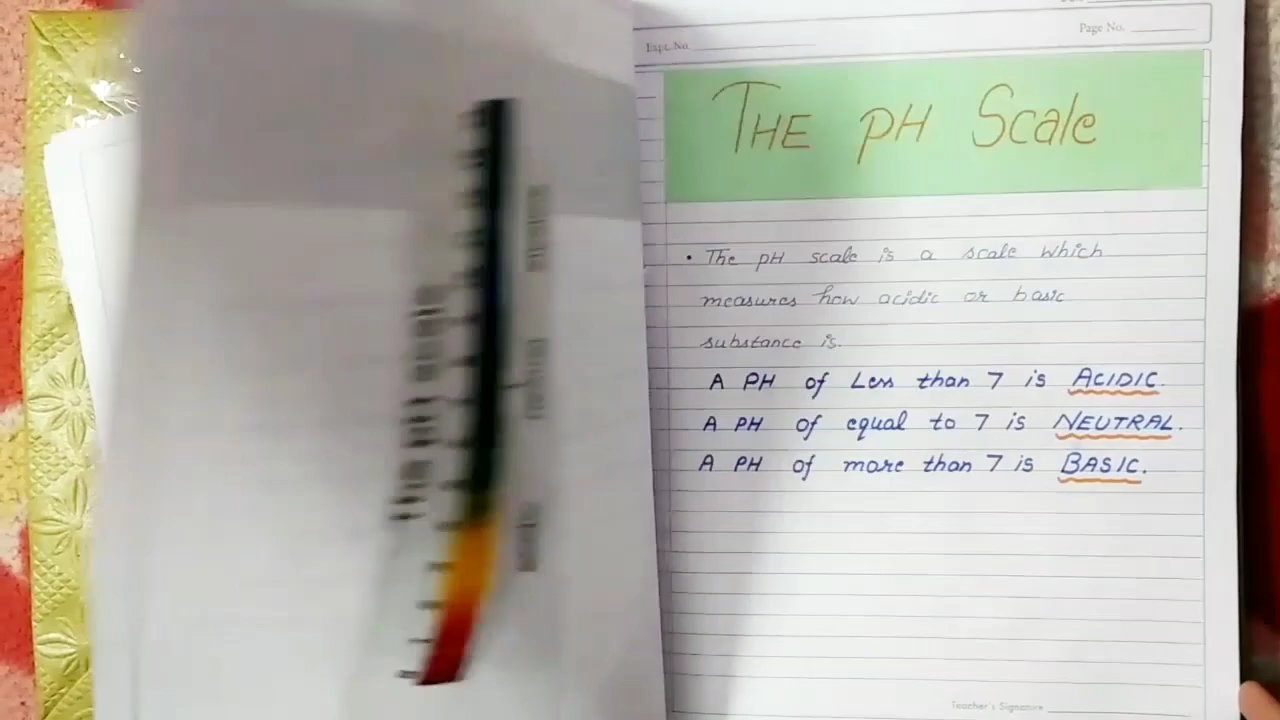 Expt. No.
Page No.
THE pH Scale
• The pH scale is a scale which
measures how acidic or basic
substance is.
A PH of Less than 7 is ACIDIC.
A PH of equal to 7 is NEUTRAL.
A PH of more than 7 is BASIC.
Teacher's Signature